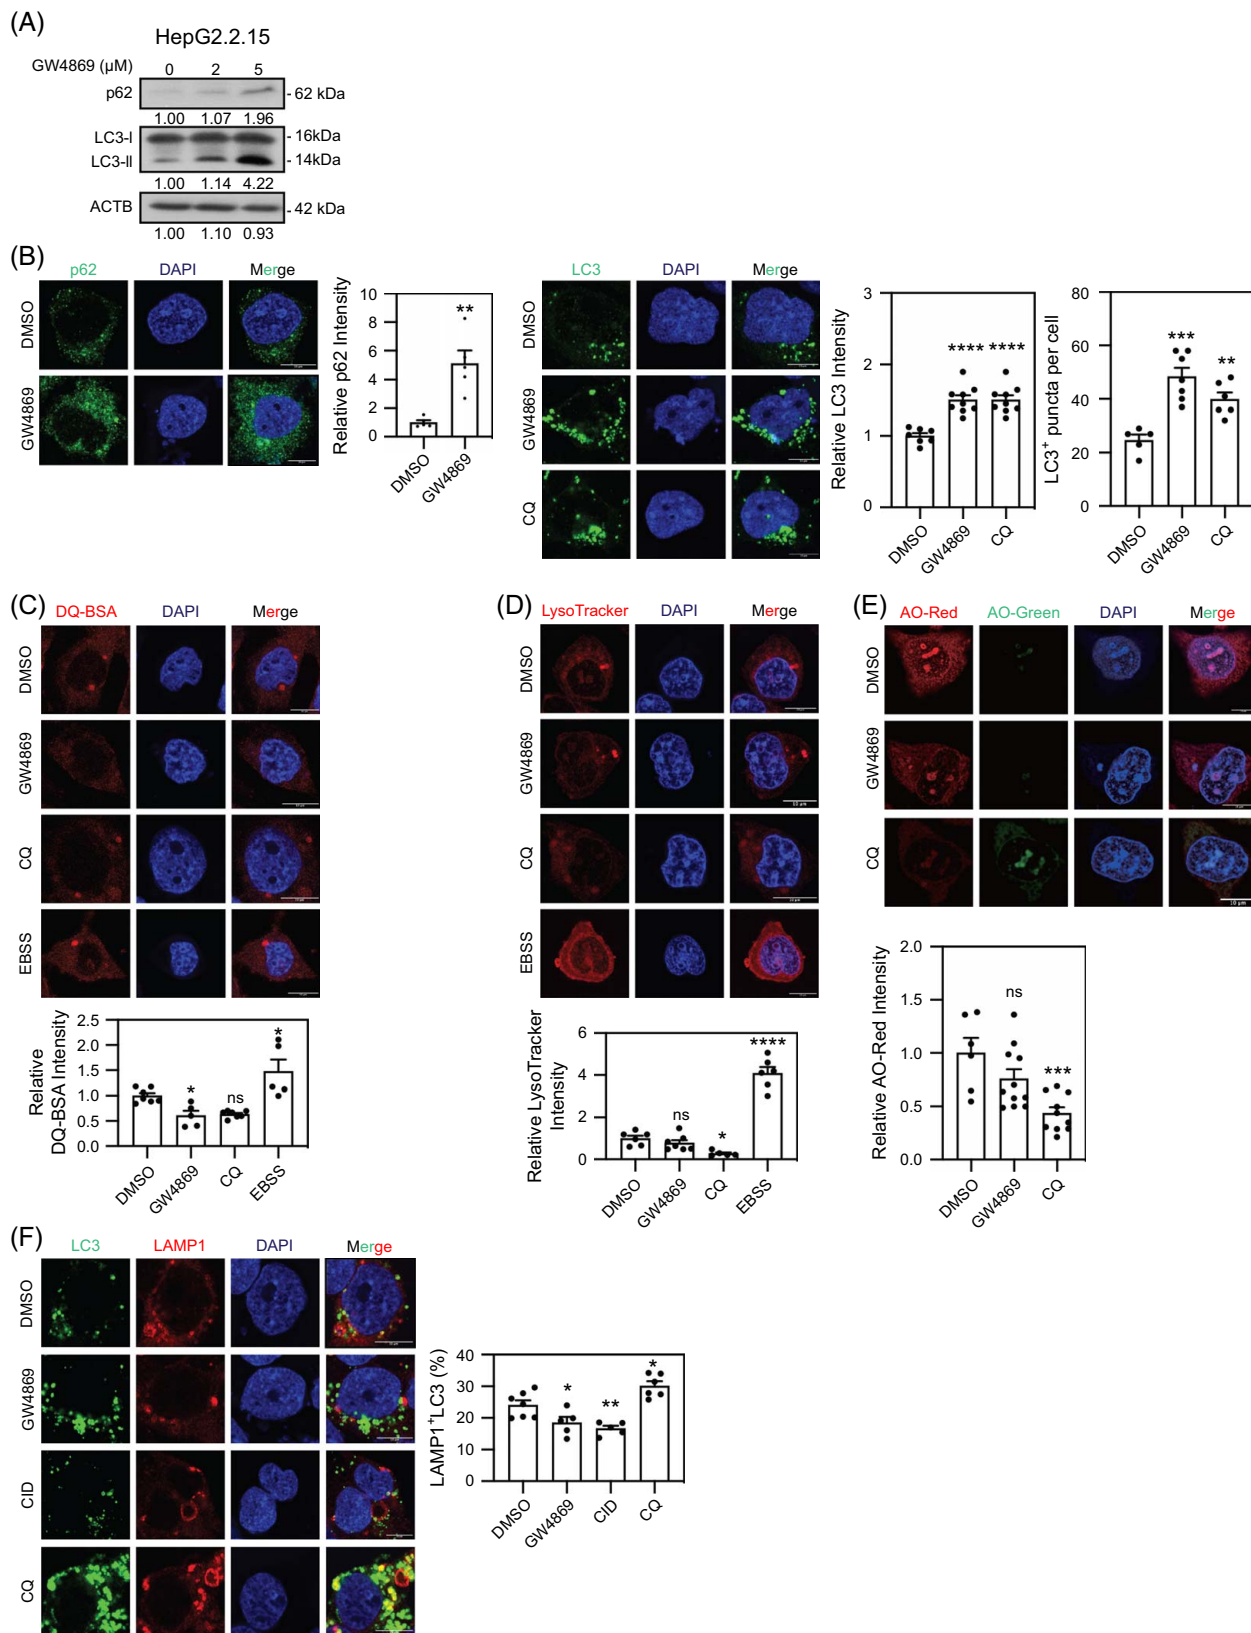 (A)
HepG2.2.15
GW4869 (µM) 0 2 5
p62 - 62 kDa
1.00 1.07 1.96
LC3-I - 16kDa
LC3-II - 14kDa
1.00 1.14 4.22
ACTB - 42 kDa
1.00 1.10 0.93
(B)
p62 DAPI Merge
DMSO
GW4869
Relative p62 Intensity
10
8
6
4
2
0
**
DMSO GW4869
LC3 DAPI Merge
DMSO
GW4869
CQ
Relative LC3 Intensity
3
2
1
0
**** ****
DMSO GW4869 CQ
LC3+ puncta per cell
80
60
40
20
0
*** **
DMSO GW4869 CQ
(C)
DQ-BSA DAPI Merge
DMSO
GW4869
CQ
EBSS
Relative
DQ-BSA Intensity
2.5
2.0
1.5
1.0
0.5
0.0
* ns *
DMSO GW4869 CQ EBSS
(D)
LysoTracker DAPI Merge
DMSO
GW4869
10 µm
CQ
EBSS
Relative LysoTracker
Intensity
6
4
2
0
ns * ****
DMSO GW4869 CQ EBSS
(E)
AO-Red AO-Green DAPI Merge
DMSO
GW4869
CQ
10 µm
Relative AO-Red Intensity
2.0
1.5
1.0
0.5
0.0
ns ***
DMSO GW4869 CQ
(F)
LC3 LAMP1 DAPI Merge
DMSO
GW4869
CID
CQ
LAMP1+LC3 (%)
40
30
20
10
0
* ** *
DMSO GW4869 CID CQ